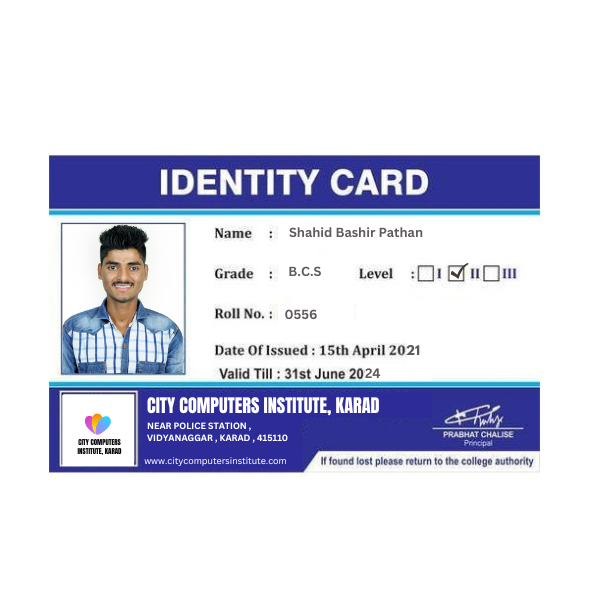 IDENTITY CARD
Name : Shahid Bashir Pathan
Grade : B.C.S Level : I II III
Roll No. : 0556
Date Of Issued : 15th April 2021
Valid Till : 31st June 2024
CITY COMPUTERS INSTITUTE, KARAD
NEAR POLICE STATION ,
VIDYANAGGAR , KARAD , 415110
www.citycomputersinstitute.com
CITY COMPUTERS
INSTITUTE, KARAD
PRABHAT CHALISE
Principal
If found lost please return to the college authority